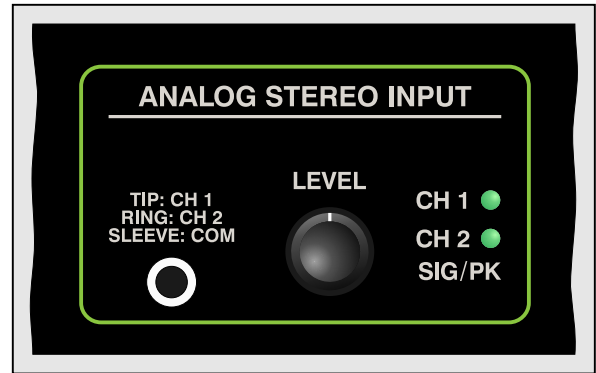 ANALOG STEREO INPUT
TIP: CH 1
RING: CH 2
SLEEVE: COM
LEVEL
CH 1
CH 2
SIG/PK